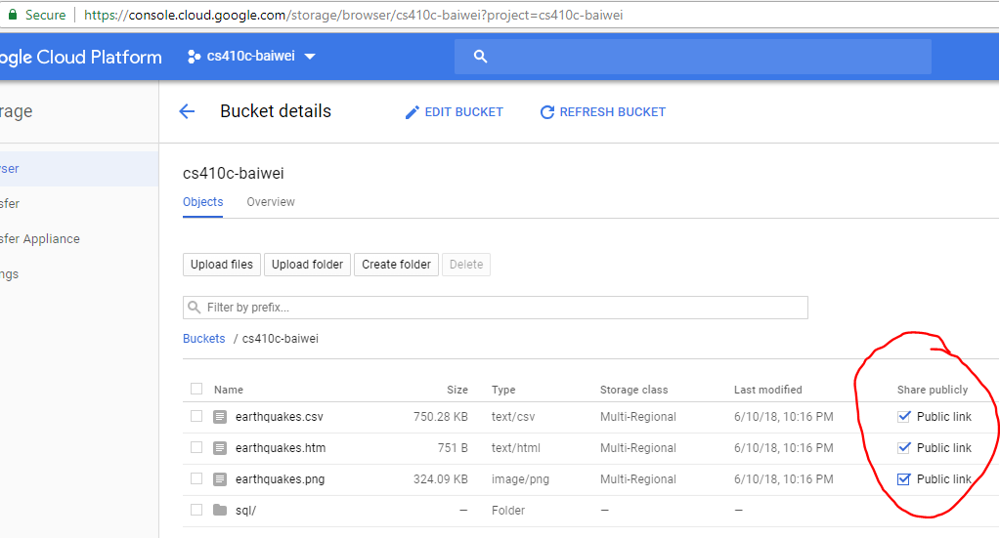 Secure | https://console.cloud.google.com/storage/browser/cs410c-baiwei?project=cs410c-baiwei
ogle Cloud Platform cs410c-baiwei
rage Bucket details EDIT BUCKET REFRESH BUCKET
ser
sfer
sfer Appliance
ngs
cs410c-baiwei
Objects Overview
Upload files Upload folder Create folder Delete
Filter by prefix...
Buckets / cs410c-baiwei
Name Size Type Storage class Last modified Share publicly
earthquakes.csv 750.28 KB text/csv Multi-Regional 6/10/18, 10:16 PM Public link
earthquakes.htm 751 B text/html Multi-Regional 6/10/18, 10:16 PM Public link
earthquakes.png 324.09 KB image/png Multi-Regional 6/10/18, 10:16 PM Public link
sql/ — Folder — —